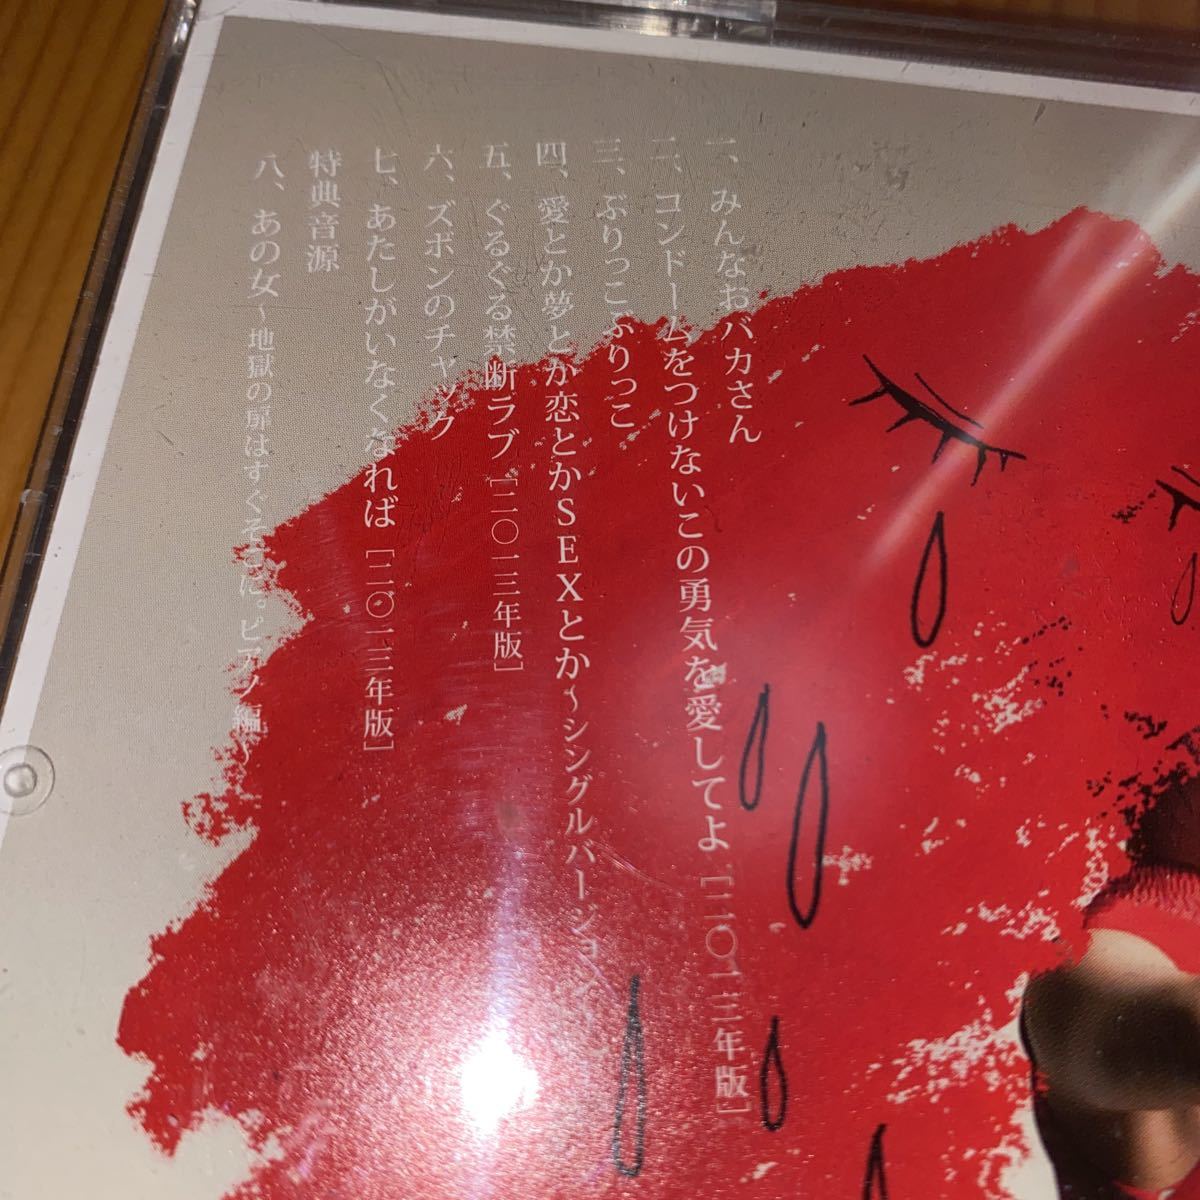 一、みんなおバカさん
二、コンドームをつけないこの勇気を愛してよ［二〇一三年版］
三、ぶりっこぶりっこ
四、愛とか夢とか恋とかSEXとか～シングルバージョン～
五、ぐるぐる禁断ラブ［二〇一三年版］
六、ズボンのチャック
七、あたしがいなくなれば［二〇一三年版］
特典音源
八、あの女～地獄の扉はすぐそこに。ピアノ編～